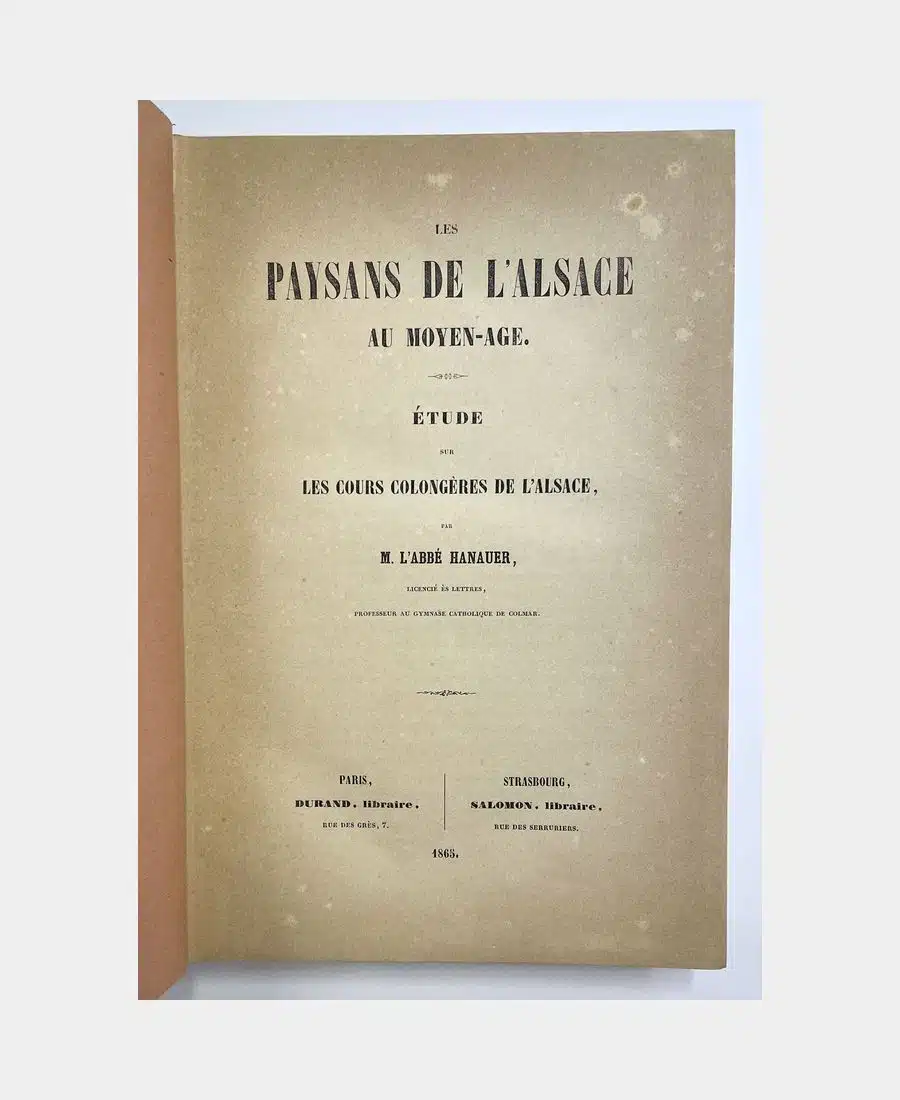 LES
PAYSANS DE L'ALSACE
AU MOYEN-AGE.
ÉTUDE
SUR
LES COURS COLONGÈRES DE L'ALSACE,
PAR
M. L'ABBÉ HANAUER,
LICENCIÉ ÈS LETTRES,
PROFESSEUR AU GYMNASE CATHOLIQUE DE COLMAR.
PARIS,
DURAND, libraire,
RUE DES GRÈS, 7.
STRASBOURG,
SALOMON, libraire,
RUE DES SERRURIERS.
1865.